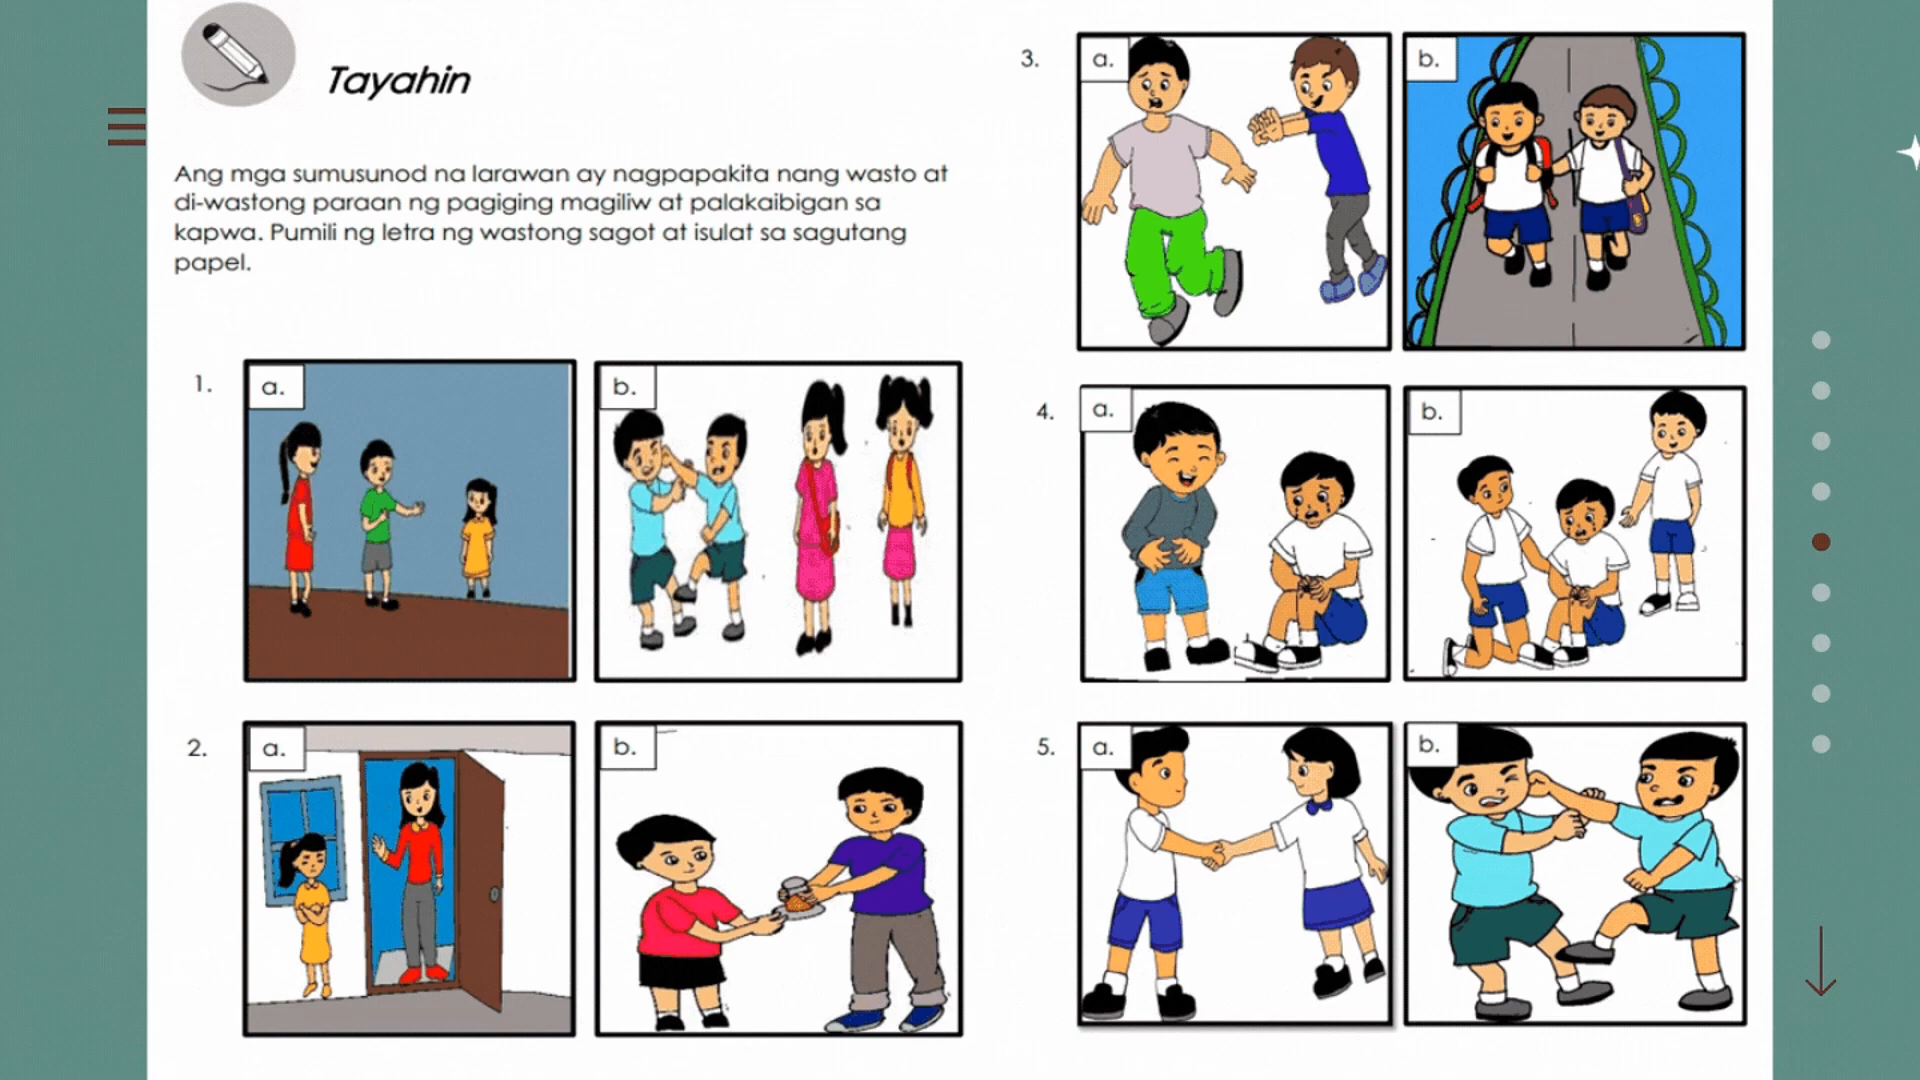 Tayahin
Ang mga sumusunod na larawan ay nagpapakita nang wasto at
di-wastong paraan ng pagiging magiliw at palakaibigan sa
kapwa. Pumili ng letra ng wastong sagot at isulat sa sagutang
papel.
1.
a.
b.
2.
a.
b.
3.
a.
b.
4.
a.
b.
5.
a.
b.